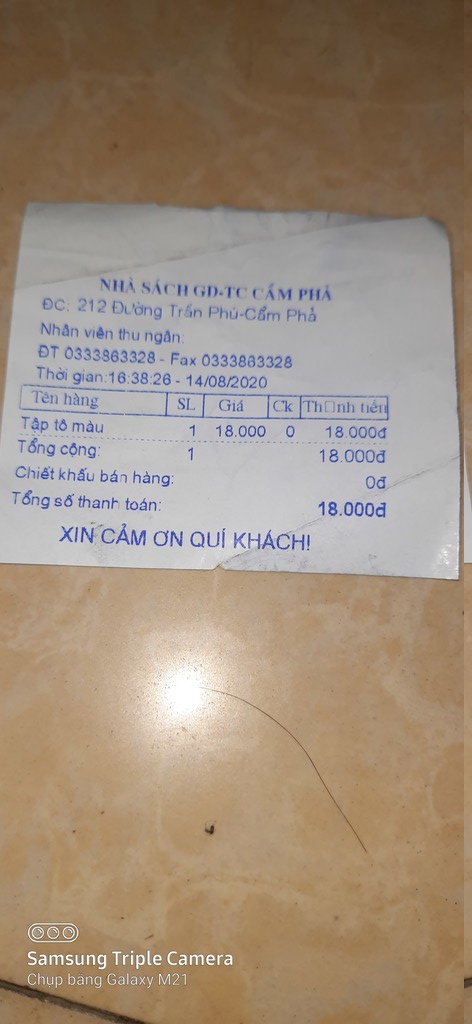 NHÀ SÁCH GD-TC CẨM PHẢ
ĐC: 212 Đường Trần Phú-Cẩm Phả
Nhân viên thu ngân:
ĐT 0333863328 - Fax 0333863328
Thời gian:16:38:26 - 14/08/2020
Tên hàng SL Giá Ck Th□nh tiền
Tập tô màu 1 18.000 0 18.000đ
Tổng cộng: 1 18.000đ
Chiết khấu bán hàng: 0đ
Tổng số thanh toán: 18.000đ
XIN CẢM ƠN QUÍ KHÁCH!
Samsung Triple Camera
Chụp bằng Galaxy M21